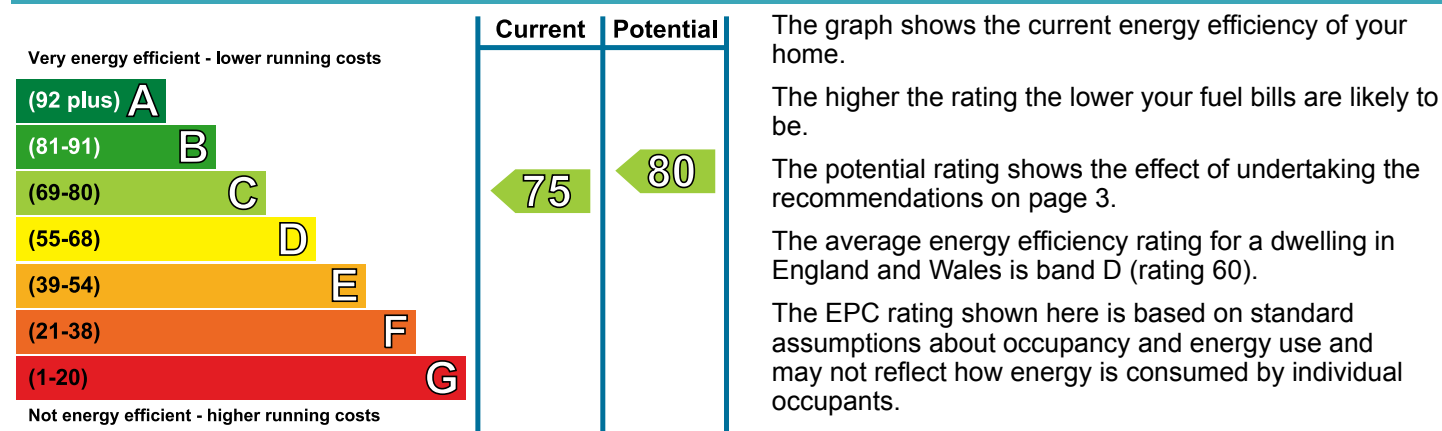 Current Potential
Very energy efficient - lower running costs
(92 plus) A
(81-91) B
(69-80) C
(55-68) D
(39-54) E
(21-38) F
(1-20) G
Not energy efficient - higher running costs
75
80
The graph shows the current energy efficiency of your
home.
The higher the rating the lower your fuel bills are likely to
be.
The potential rating shows the effect of undertaking the
recommendations on page 3.
The average energy efficiency rating for a dwelling in
England and Wales is band D (rating 60).
The EPC rating shown here is based on standard
assumptions about occupancy and energy use and
may not reflect how energy is consumed by individual
occupants.